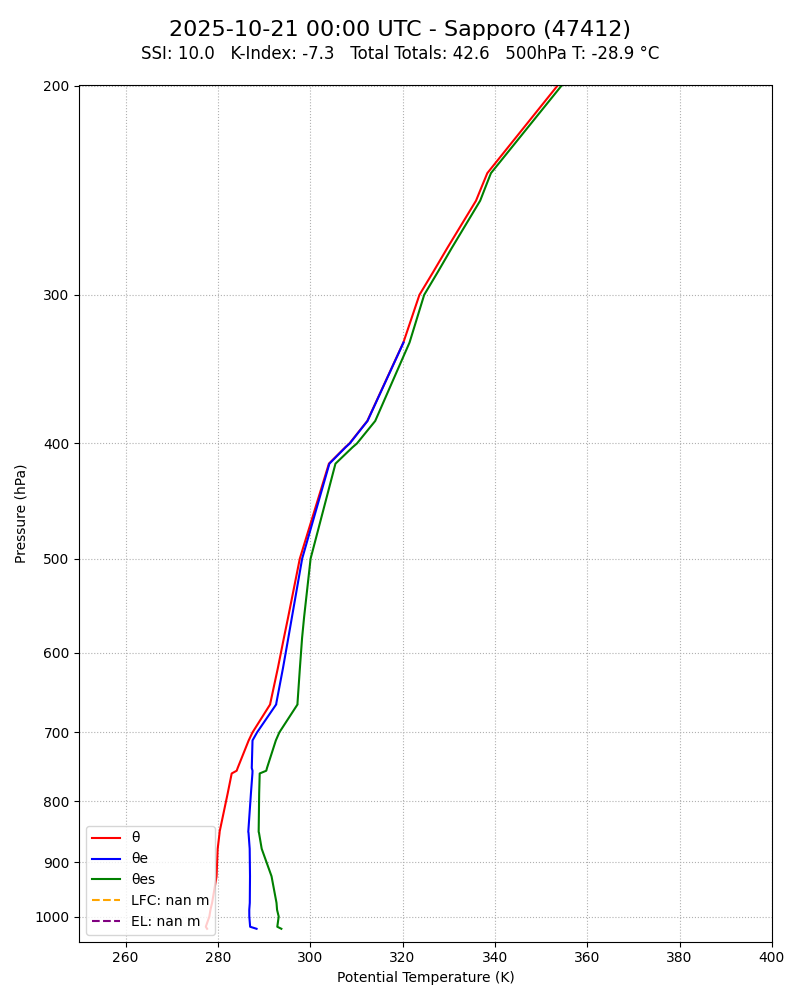 2025-10-21 00:00 UTC - Sapporo (47412)
SSI: 10.0   K-Index: -7.3   Total Totals: 42.6   500hPa T: -28.9 °C
200
300
400
500
600
700
800
900
1000
Pressure (hPa)
θ
θe
θes
LFC: nan m
EL: nan m
260 280 300 320 340 360 380 400
Potential Temperature (K)